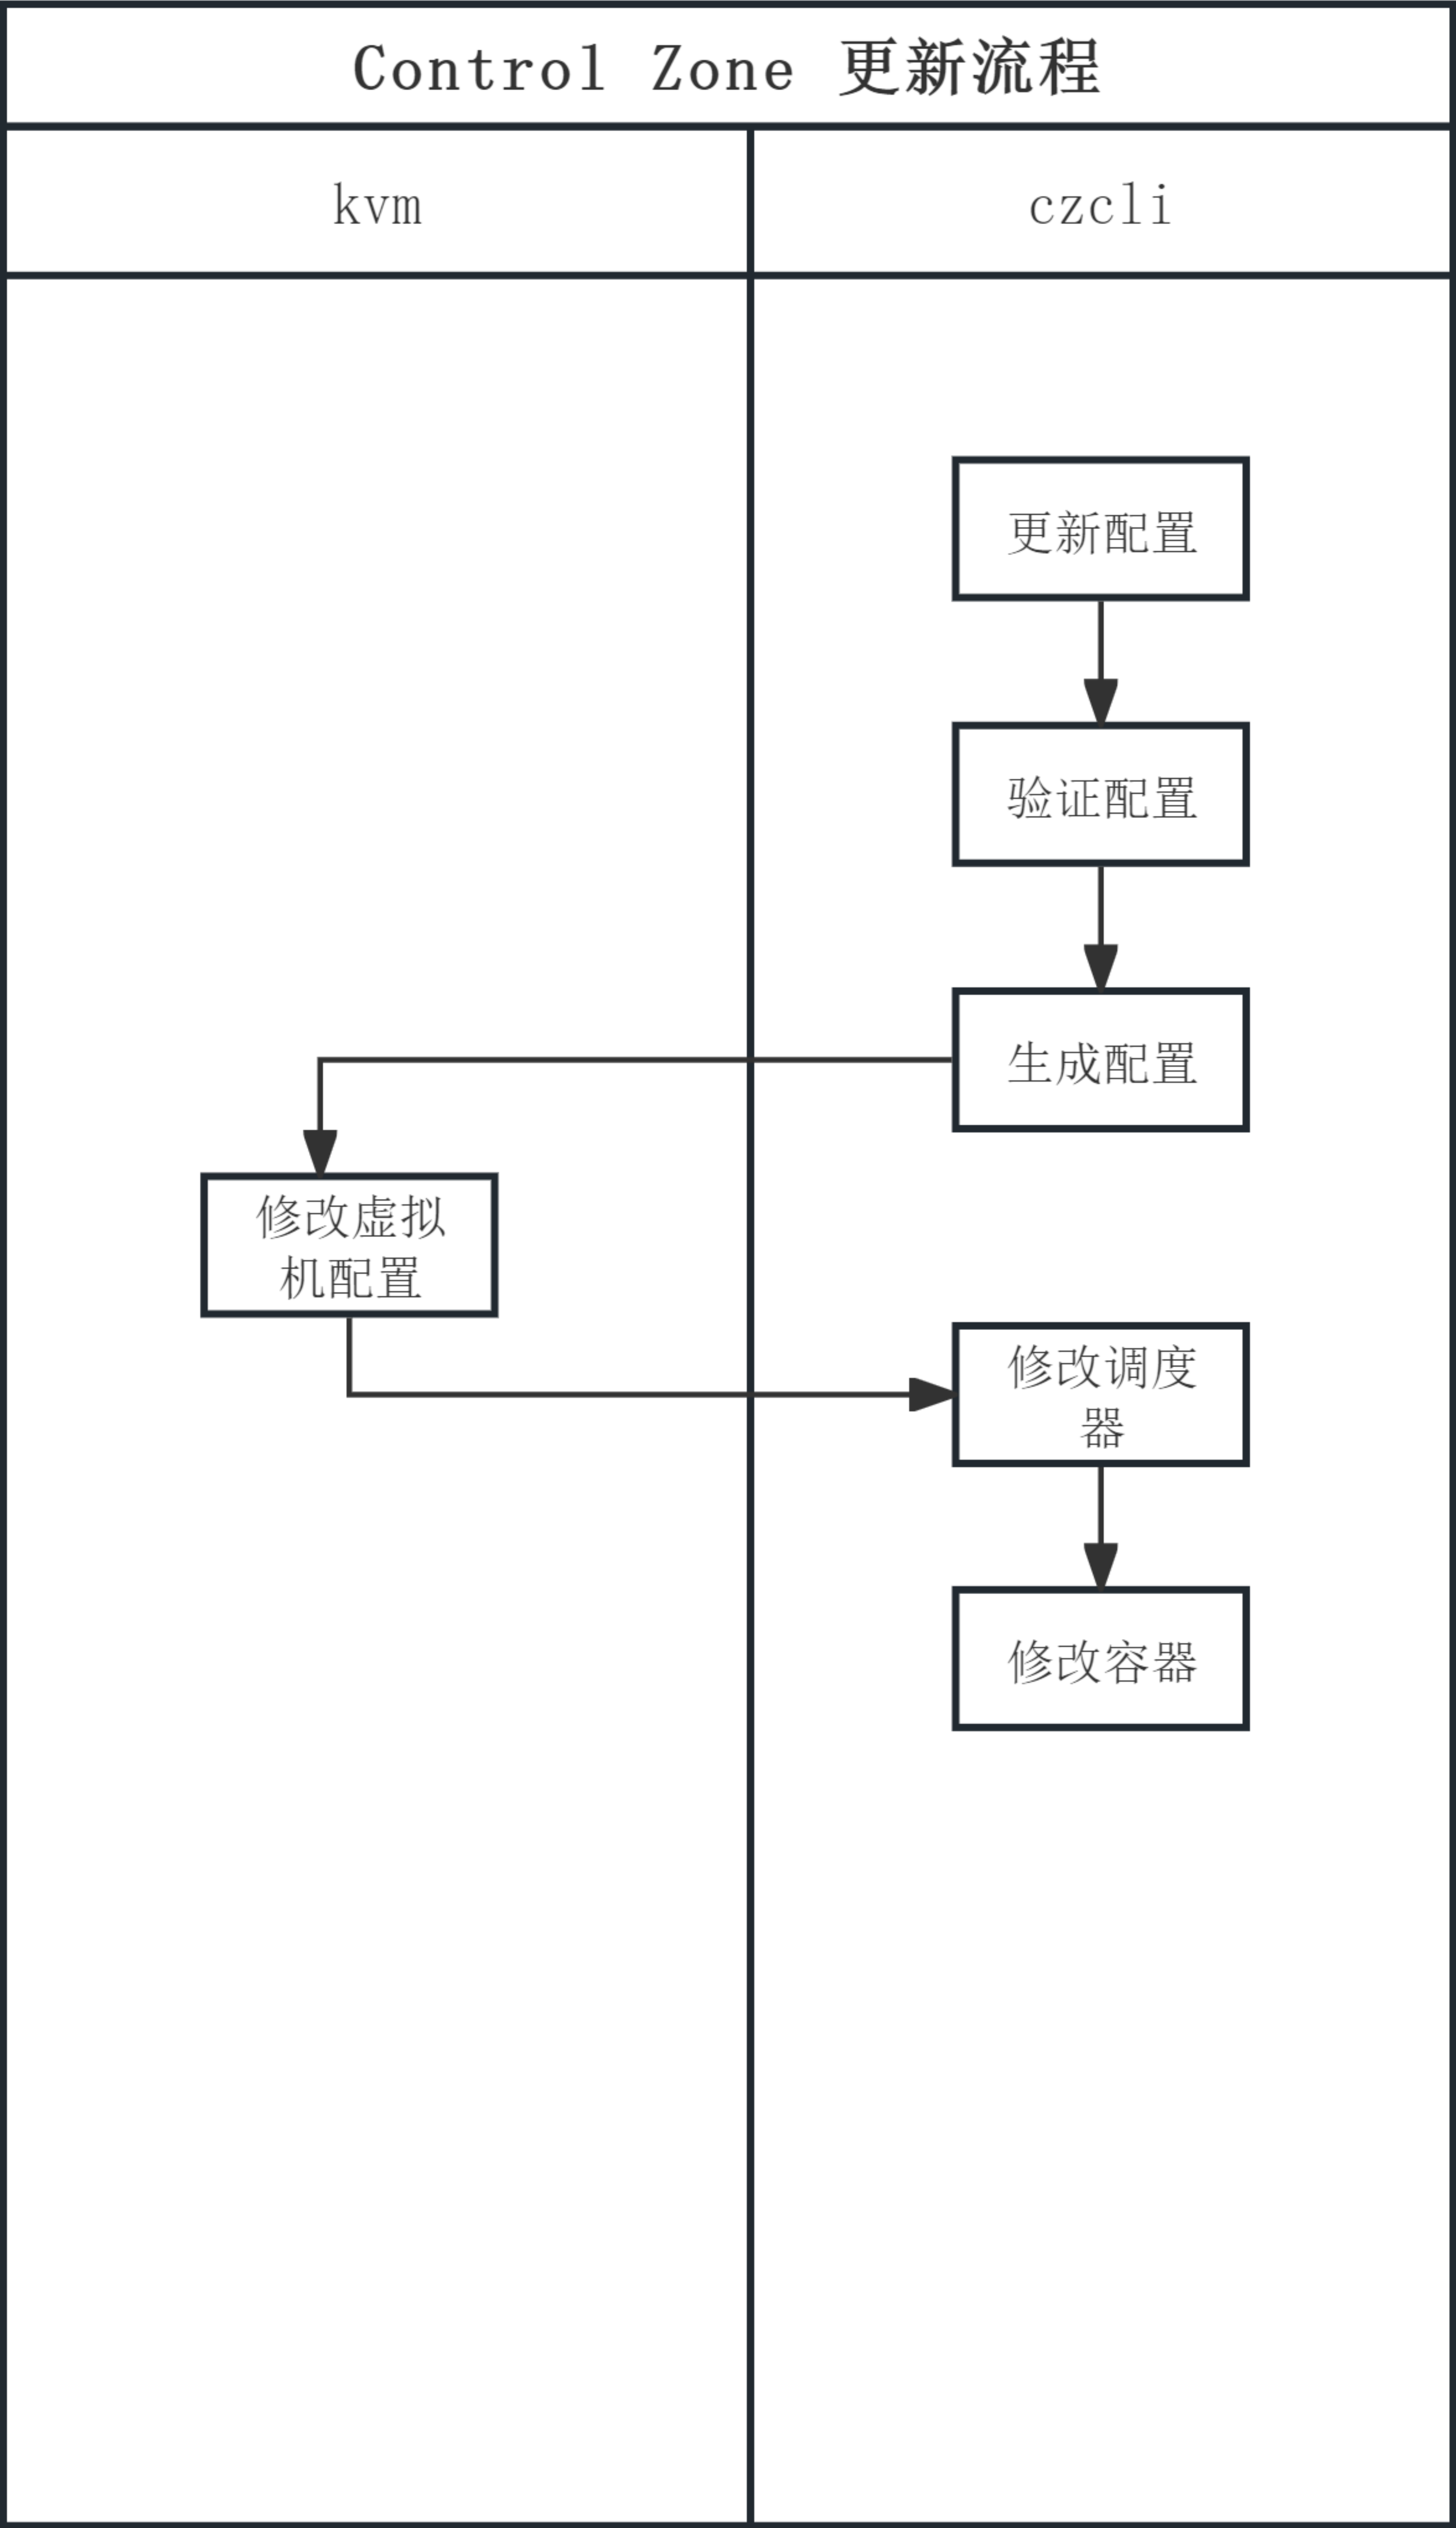 Control Zone 更新流程
kvm
czcli
更新配置
验证配置
生成配置
修改虚拟
机配置
修改调度
器
修改容器